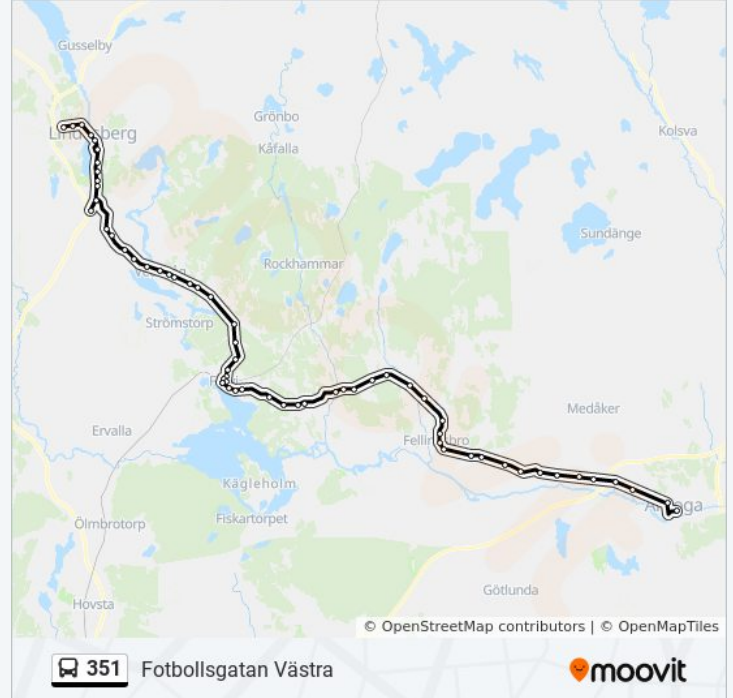 Gusselby
Grönbo
Kolsva
Kåfalla
Sundänge
Rockhammar
Strömstorp
Medåker
Ervalla
Kägleholm
Fiskartorpet
Ölmbrotorp
Götlunda
Hovsta
© OpenStreetMap contributors | © OpenMapTiles
351 Fotbollsgatan Västra
moovit